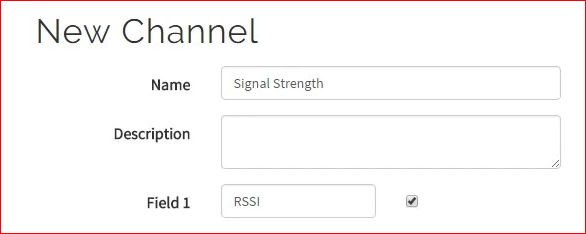 New Channel
Name Signal Strength
Description
Field 1 RSSI